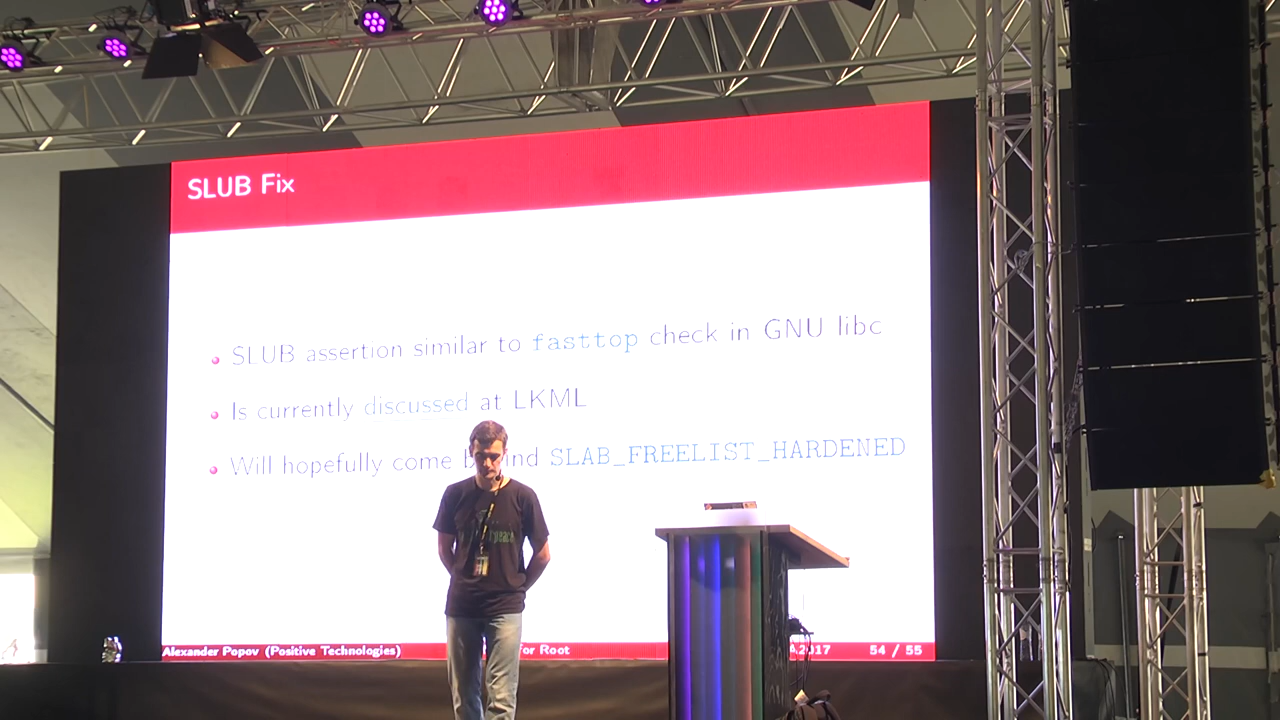 SLUB Fix
SLUB assertion similar to fasttop check in GNU libc
Is currently discussed at LKML
Will hopefully come SLAB_FREELIST_HARDENED
Alexander Popov (Positive Technologies) for Root 2017 54 / 55